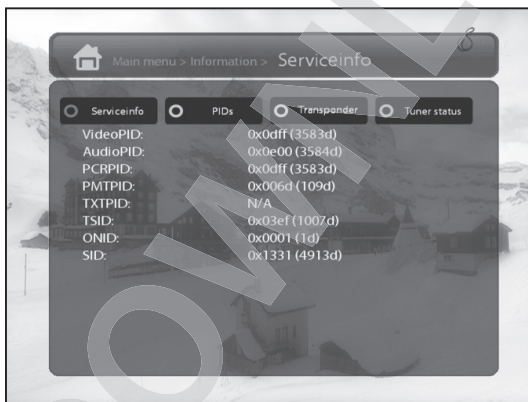 Main menu > Information > Serviceinfo
8
Serviceinfo PIDs Transponder Tuner status
VideoPID: 0x0dff (3583d)
AudioPID: 0x0e00 (3584d)
PCRPID: 0x0dff (3583d)
PMTPID: 0x006d (109d)
TXTPID: N/A
TSID: 0x03ef (1007d)
ONID: 0x0001 (1d)
SID: 0x1331 (4913d)